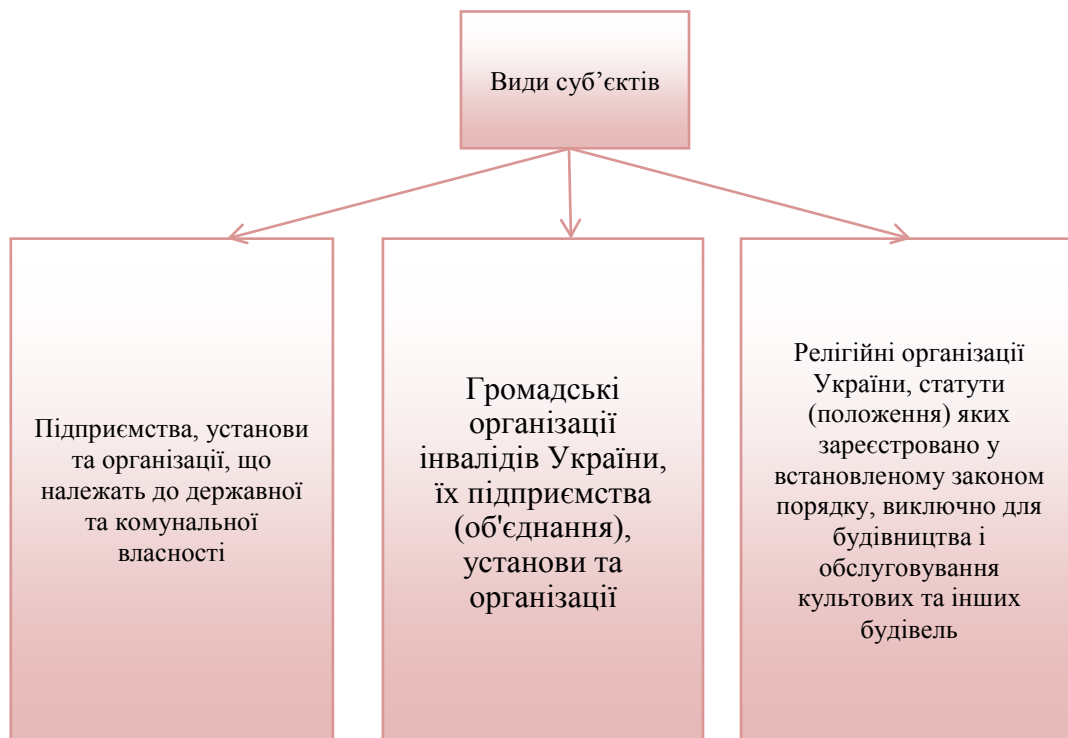 Види суб’єктів
Підприємства, установи
та організації, що
належать до державної
та комунальної
власності
Громадські
організації
інвалідів України,
їх підприємства
(об'єднання),
установи та
організації
Релігійні організації
України, статути
(положення) яких
зареєстровано у
встановленому законом
порядку, виключно для
будівництва і
обслуговування
культових та інших
будівель